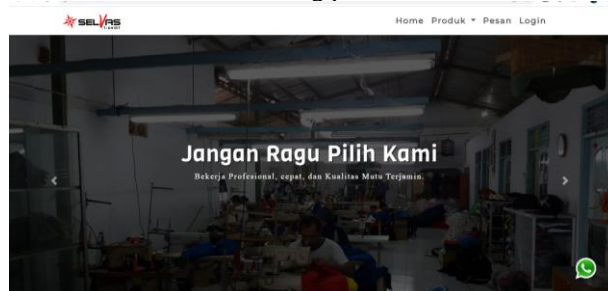 SELVAS
Home Produk Pesan Login
Jangan Ragu Pilih Kami
Bekerja Profesional, cepat, dan Kualitas Mutu Terjamin.